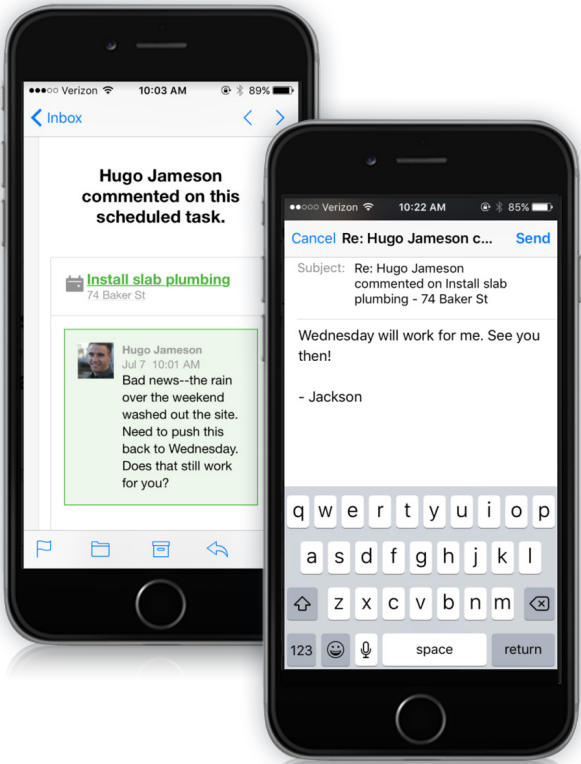 Verizon 10:03 AM 89%
Inbox
Hugo Jameson
commented on this
scheduled task.
Install slab plumbing
74 Baker St
Hugo Jameson
Jul 7 10:01 AM
Bad news--the rain
over the weekend
washed out the site.
Need to push this
back to Wednesday.
Does that still work
for you?
Verizon 10:22 AM 85%
Cancel Re: Hugo Jameson c... Send
Subject: Re: Hugo Jameson
commented on Install slab
plumbing - 74 Baker St
Wednesday will work for me. See you
then!
- Jackson
q w e r t y u i o p
a s d f g h j k l
z x c v b n m
123 space return